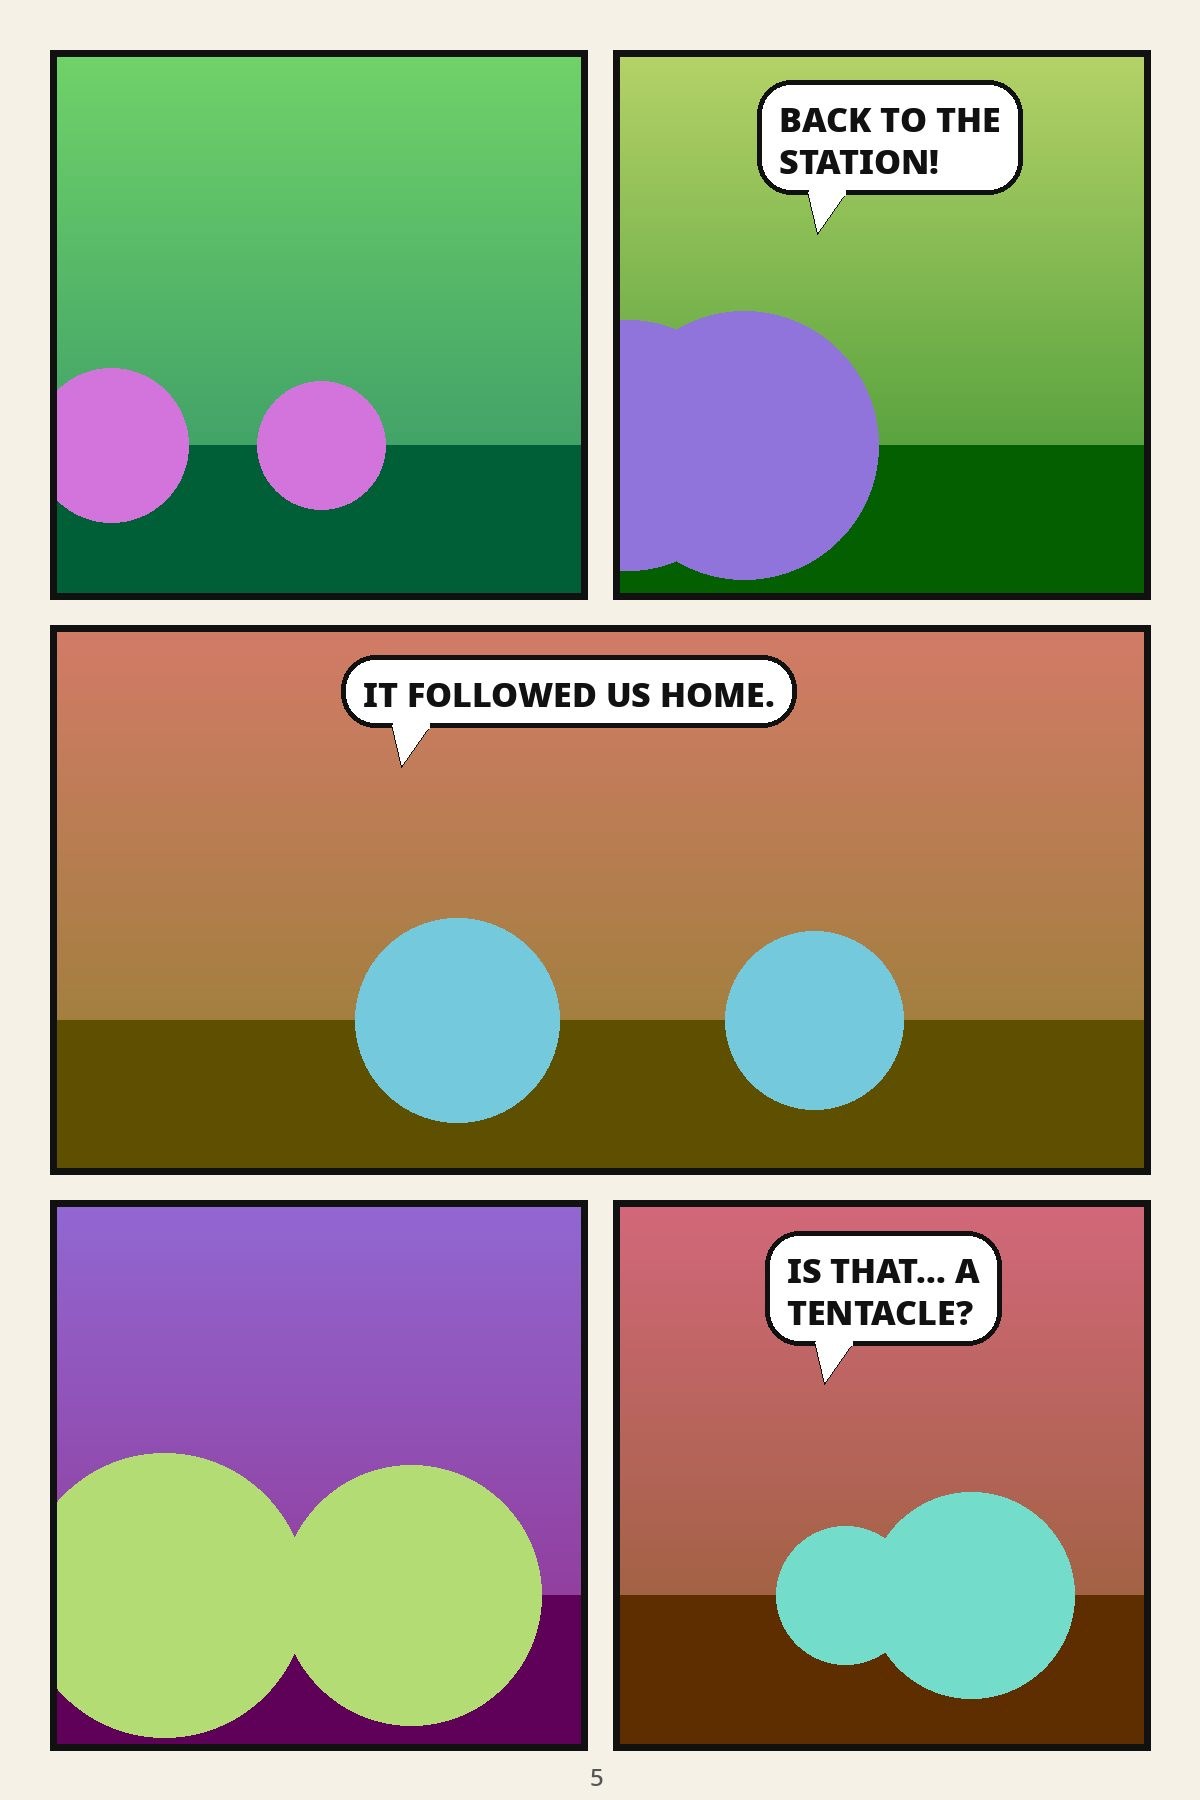 BACK TO THE
STATION!
IT FOLLOWED US HOME.
IS THAT... A
TENTACLE?
5